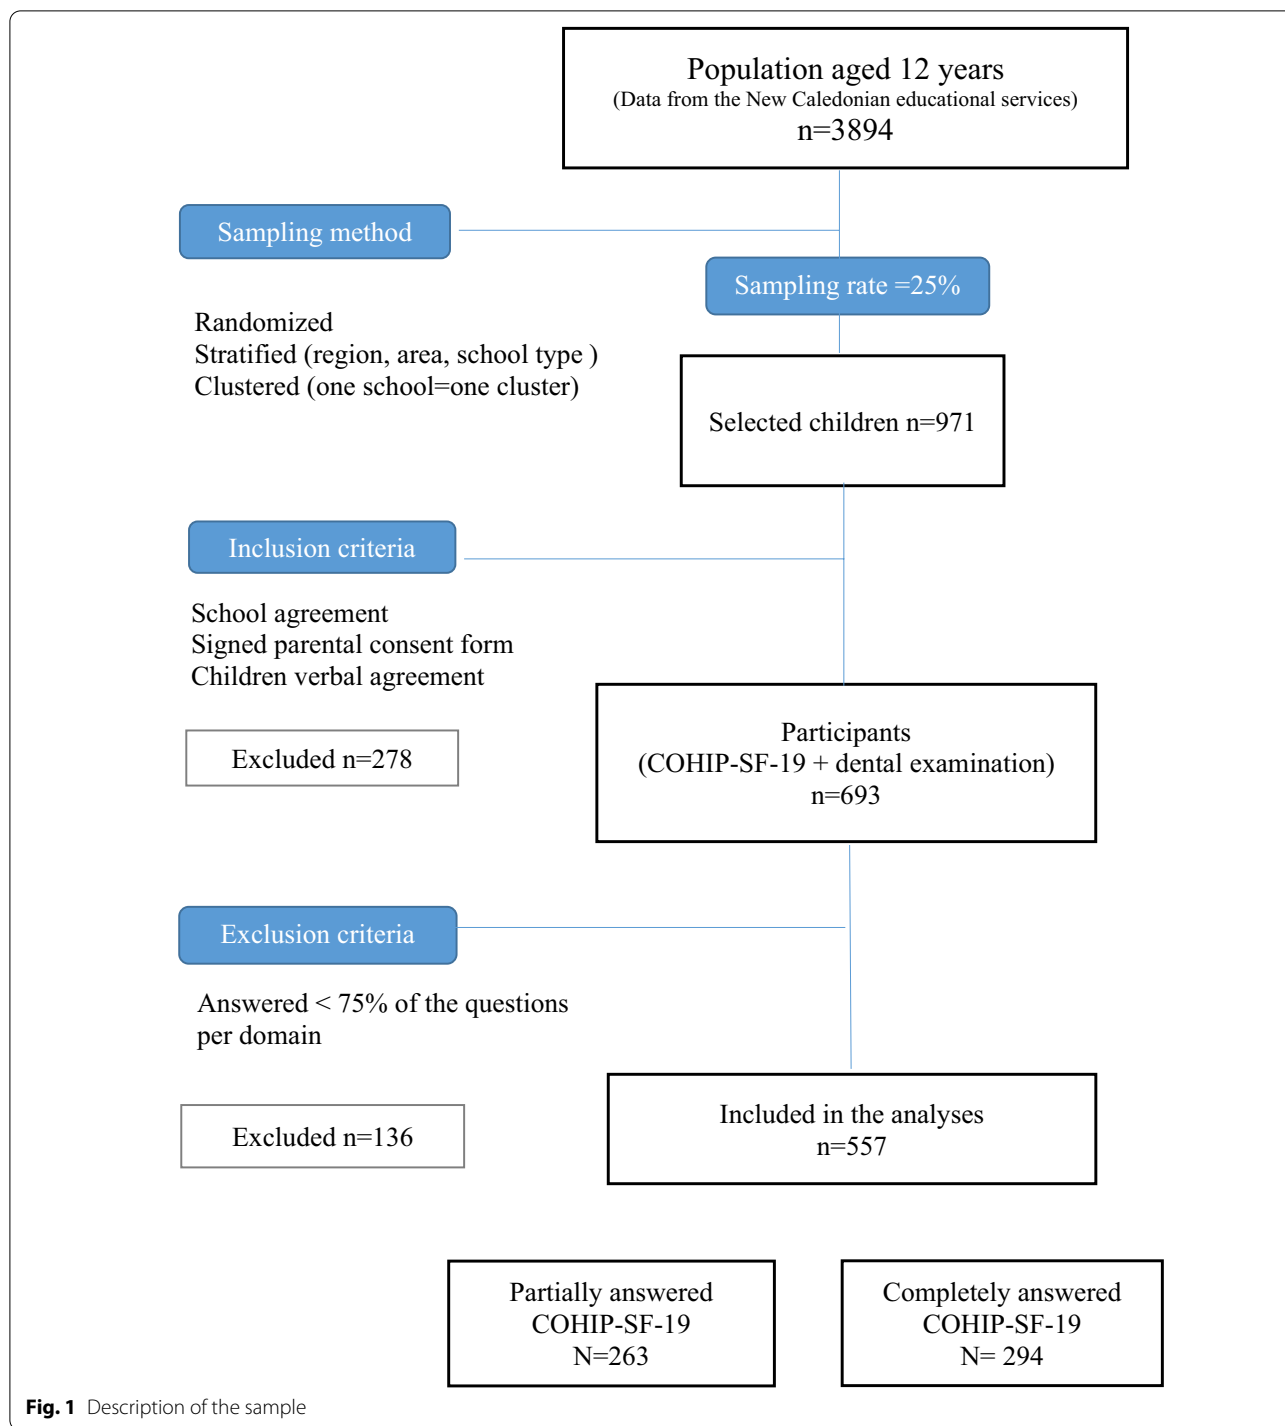 Population aged 12 years
(Data from the New Caledonian educational services)
n=3894
Sampling method
Sampling rate =25%
Randomized
Stratified (region, area, school type )
Clustered (one school=one cluster)
Selected children n=971
Inclusion criteria
School agreement
Signed parental consent form
Children verbal agreement
Excluded n=278
Participants
(COHIP-SF-19 + dental examination)
n=693
Exclusion criteria
Answered < 75% of the questions
per domain
Excluded n=136
Included in the analyses
n=557
Partially answered
COHIP-SF-19
N=263
Completely answered
COHIP-SF-19
N= 294
Fig. 1 Description of the sample